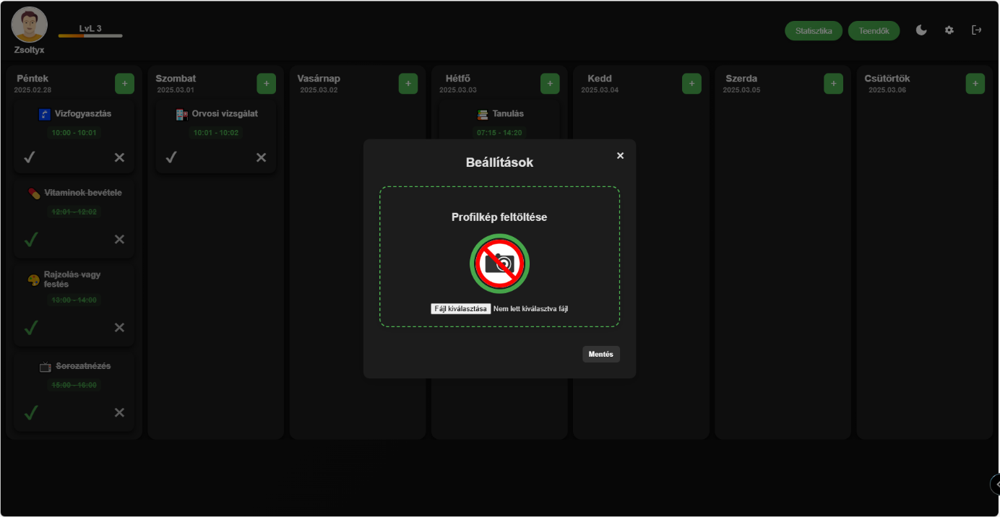 LvL 3
Zsoltyx
Statisztika
Teendők
Péntek
2025.02.28
+
Vízfogyasztás
10:00 - 10:01
Vitaminok bevétele
12:01 - 12:02
Rajzolás vagy
festés
13:00 - 14:00
Sorozatnézés
15:00 - 16:00
Szombat
2025.03.01
+
Orvosi vizsgálat
10:01 - 10:02
Vasárnap
2025.03.02
+
Hétfő
2025.03.03
+
Tanulás
07:15 - 14:20
Kedd
2025.03.04
+
Szerda
2025.03.05
+
Csütörtök
2025.03.06
+
Beállítások
Profilkép feltöltése
Fájl kiválasztása Nem lett kiválasztva fájl
Mentés